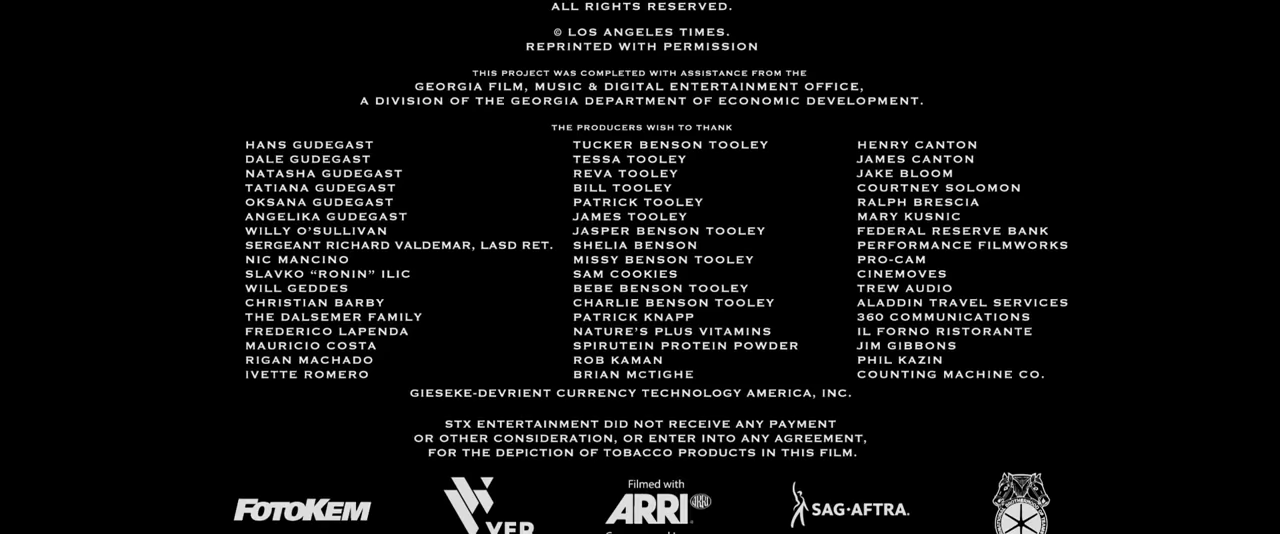 ALL RIGHTS RESERVED.
© LOS ANGELES TIMES.
REPRINTED WITH PERMISSION
THIS PROJECT WAS COMPLETED WITH ASSISTANCE FROM THE
GEORGIA FILM, MUSIC & DIGITAL ENTERTAINMENT OFFICE,
A DIVISION OF THE GEORGIA DEPARTMENT OF ECONOMIC DEVELOPMENT.
THE PRODUCERS WISH TO THANK
HANS GUDEGAST
DALE GUDEGAST
NATASHA GUDEGAST
TATIANA GUDEGAST
OKSANA GUDEGAST
ANGELIKA GUDEGAST
WILLY O'SULLIVAN
SERGEANT RICHARD VALDEMAR, LASD RET.
NIC MANCINO
SLAVKO “RONIN” ILIC
WILL GEDDES
CHRISTIAN BARBY
THE DALSEMER FAMILY
FREDERICO LAPENDA
MAURICIO COSTA
RIGAN MACHADO
IVETTE ROMERO
TUCKER BENSON TOOLEY
TESSA TOOLEY
REVA TOOLEY
BILL TOOLEY
PATRICK TOOLEY
JAMES TOOLEY
JASPER BENSON TOOLEY
SHELIA BENSON
MISSY BENSON TOOLEY
SAM COOKIES
BEBE BENSON TOOLEY
CHARLIE BENSON TOOLEY
PATRICK KNAPP
NATURE'S PLUS VITAMINS
SPIRUTEIN PROTEIN POWDER
ROB KAMAN
BRIAN MCTIGHE
HENRY CANTON
JAMES CANTON
JAKE BLOOM
COURTNEY SOLOMON
RALPH BRESCIA
MARY KUSNIC
FEDERAL RESERVE BANK
PERFORMANCE FILMWORKS
PRO-CAM
CINEMOVES
TREW AUDIO
ALADDIN TRAVEL SERVICES
360 COMMUNICATIONS
IL FORNO RISTORANTE
JIM GIBBONS
PHIL KAZIN
COUNTING MACHINE CO.
GIESEKE-DEVRIENT CURRENCY TECHNOLOGY AMERICA, INC.
STX ENTERTAINMENT DID NOT RECEIVE ANY PAYMENT
OR OTHER CONSIDERATION, OR ENTER INTO ANY AGREEMENT,
FOR THE DEPICTION OF TOBACCO PRODUCTS IN THIS FILM.
FOTOKEM
VER
Filmed with
ARRI
ARRI
SAG·AFTRA.